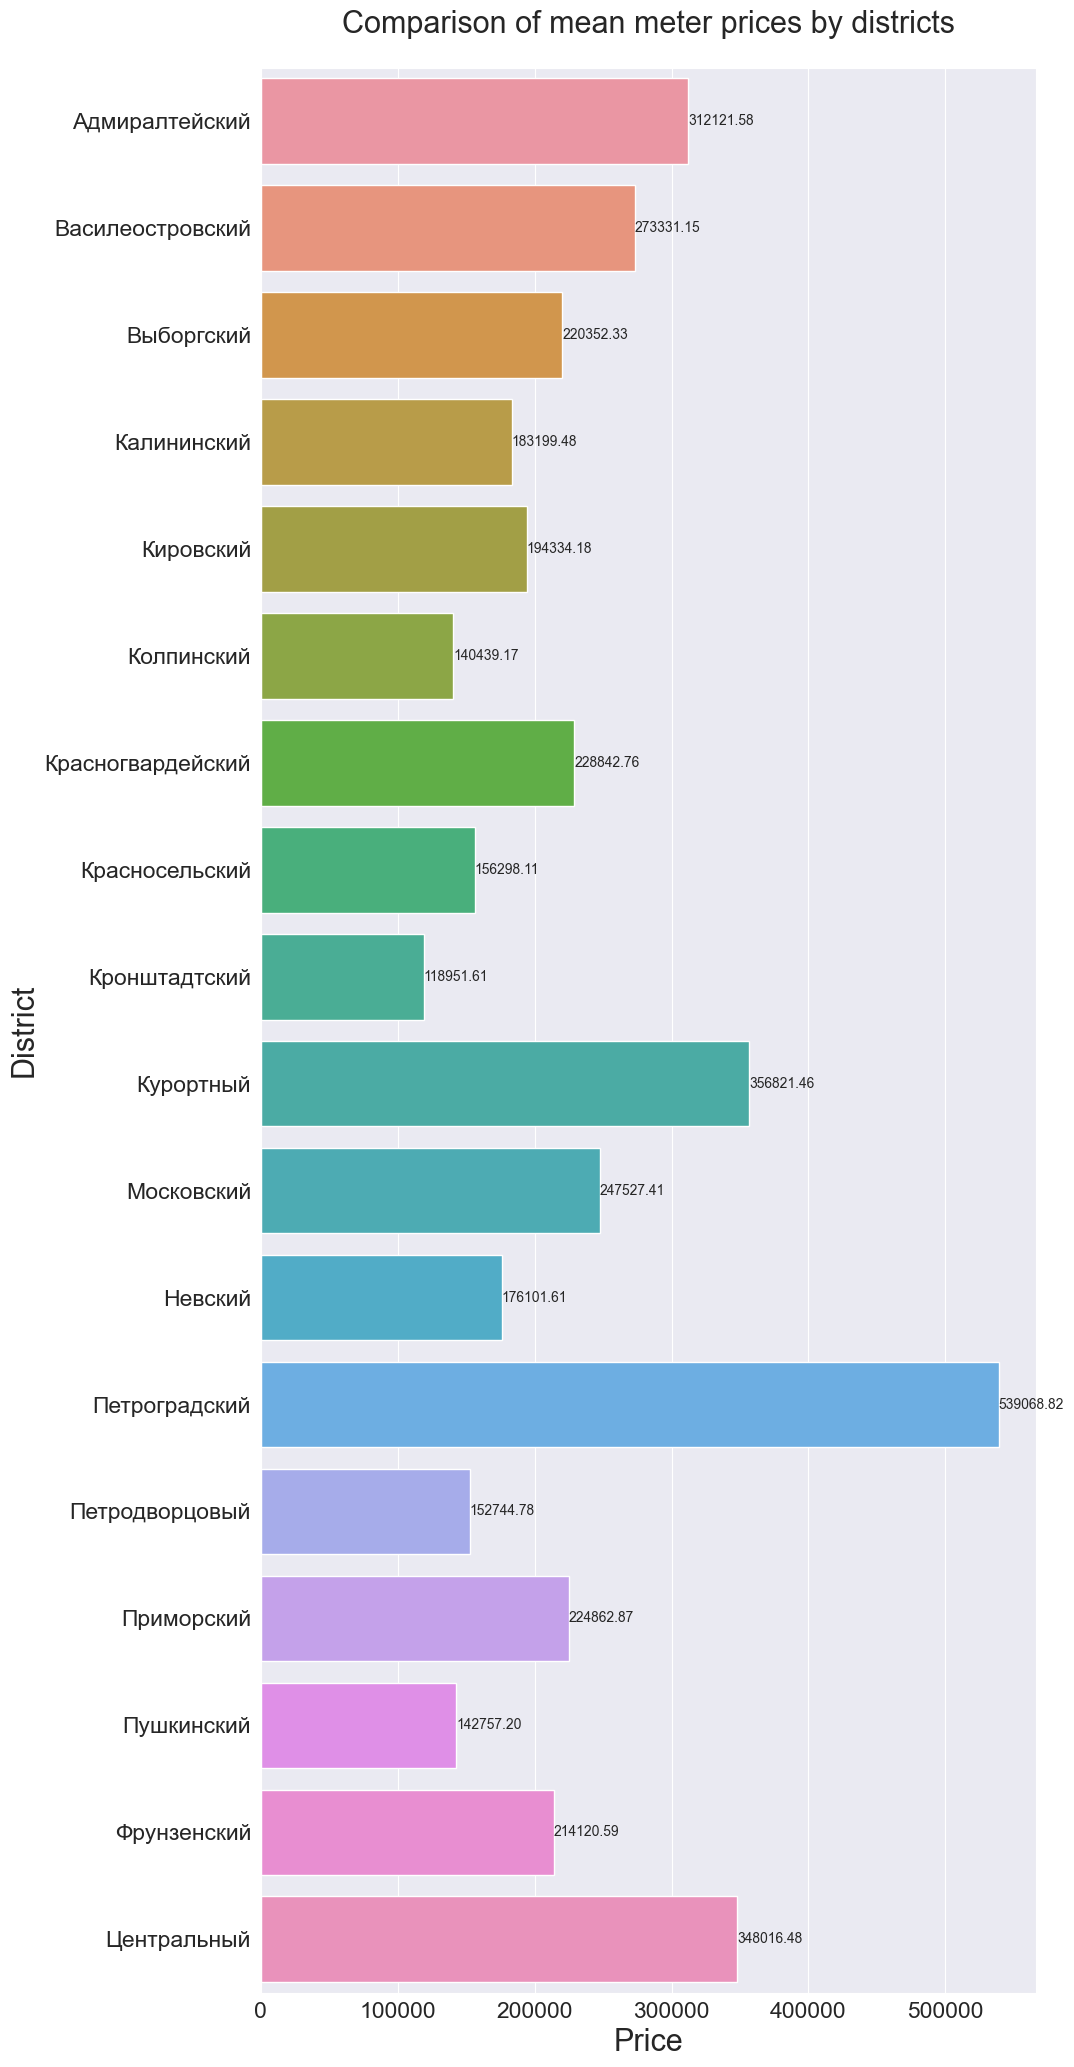 Comparison of mean meter prices by districts
Адмиралтейский 312121.58
Василеостровский 273331.15
Выборгский 220352.33
Калининский 183199.48
Кировский 194334.18
Колпинский 140439.17
Красногвардейский 228842.76
Красносельский 156298.11
Кронштадтский 118951.61
Курортный 356821.46
Московский 247527.41
Невский 176101.61
Петроградский 539068.82
Петродворцовый 152744.78
Приморский 224862.87
Пушкинский 142757.20
Фрунзенский 214120.59
Центральный 348016.48
District
0 100000 200000 300000 400000 500000
Price